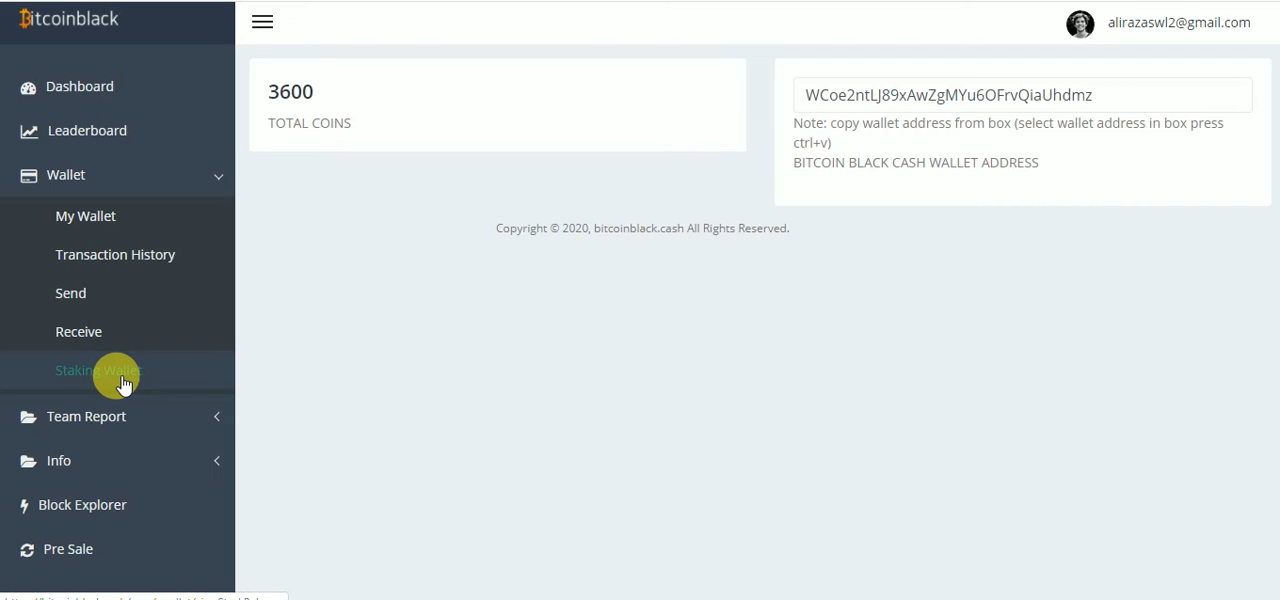 Bitcoinblack
alirazaswl2@gmail.com
Dashboard
Leaderboard
Wallet
My Wallet
Transaction History
Send
Receive
Staking Wallet
Team Report
Info
Block Explorer
Pre Sale
3600
TOTAL COINS
WCoe2ntLJ89xAwZgMYu6OFrvQiaUhdmz
Note: copy wallet address from box (select wallet address in box press
ctrl+v)
BITCOIN BLACK CASH WALLET ADDRESS
Copyright © 2020, bitcoinblack.cash All Rights Reserved.